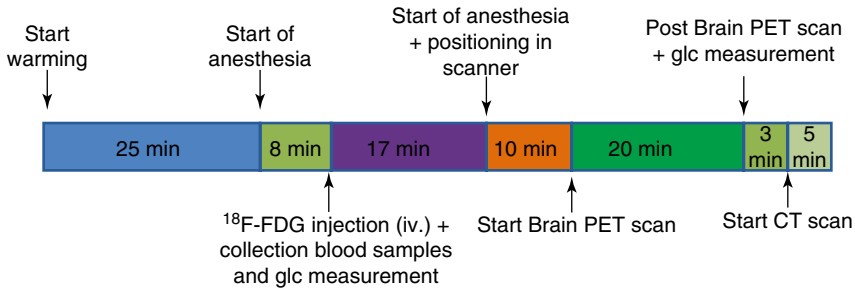 Start
warming
Start of
anesthesia
Start of anesthesia
+ positioning in
scanner
Post Brain PET scan
+ glc measurement
25 min
8 min
17 min
10 min
20 min
3
min
5
min
¹⁸F-FDG injection (iv.) +
collection blood samples
and glc measurement
Start Brain PET scan
Start CT scan